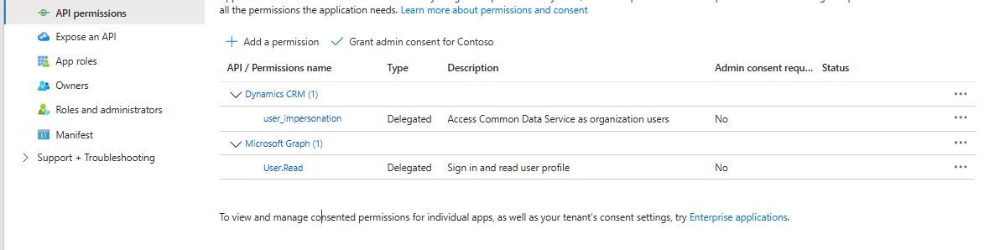 API permissions
all the permissions the application needs. Learn more about permissions and consent
Expose an API
App roles
Owners
Roles and administrators
Manifest
Support + Troubleshooting
Add a permission Grant admin consent for Contoso
API / Permissions name Type Description Admin consent requ... Status
Dynamics CRM (1)
user_impersonation Delegated Access Common Data Service as organization users No
Microsoft Graph (1)
User.Read Delegated Sign in and read user profile No
To view and manage consented permissions for individual apps, as well as your tenant's consent settings, try Enterprise applications.